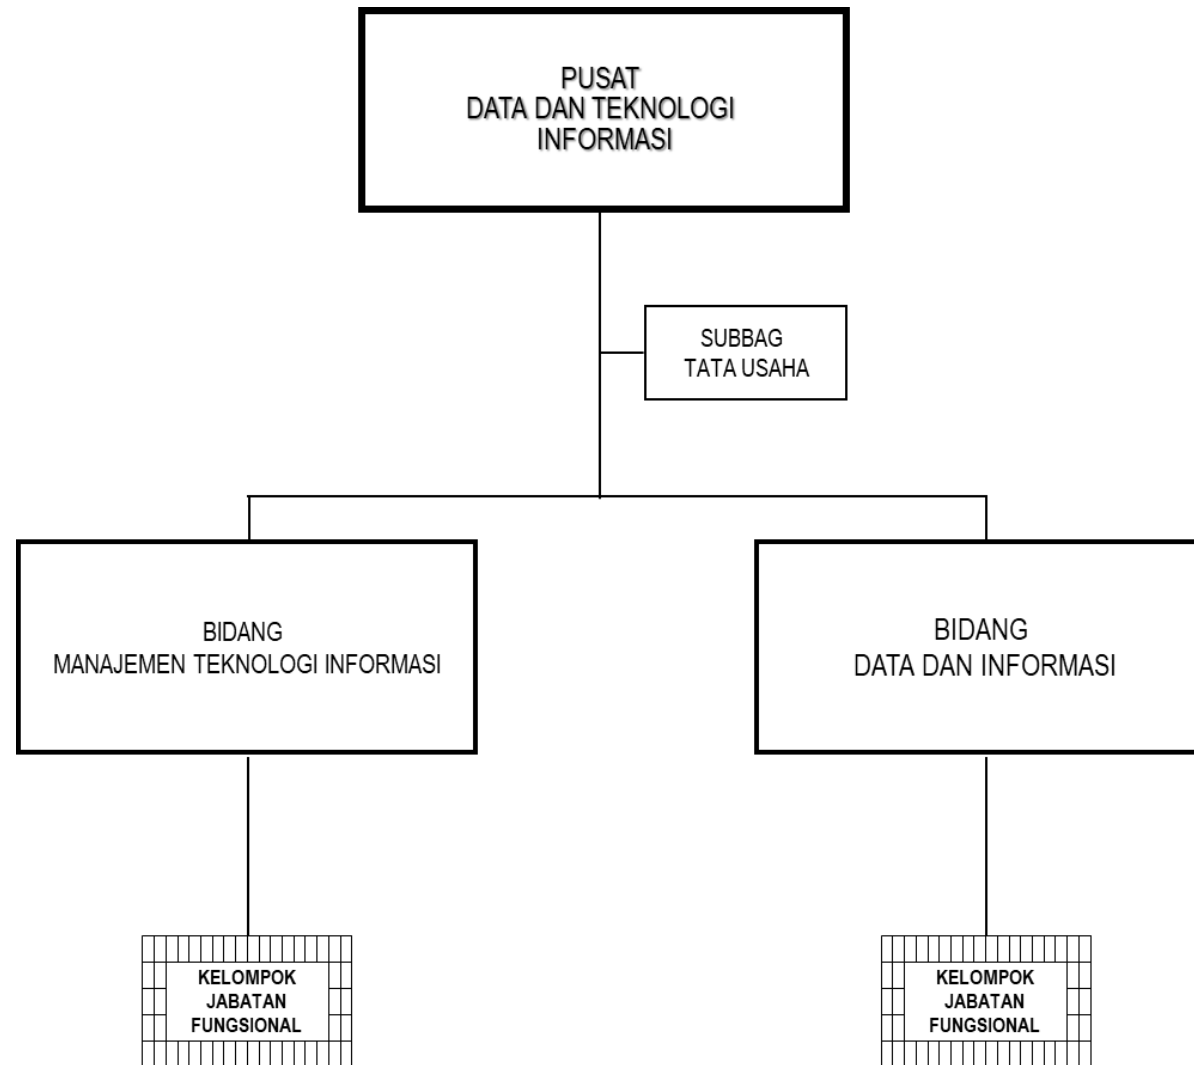 PUSAT
DATA DAN TEKNOLOGI
INFORMASI
SUBBAG
TATA USAHA
BIDANG
MANAJEMEN TEKNOLOGI INFORMASI
BIDANG
DATA DAN INFORMASI
KELOMPOK
JABATAN
FUNGSIONAL
KELOMPOK
JABATAN
FUNGSIONAL